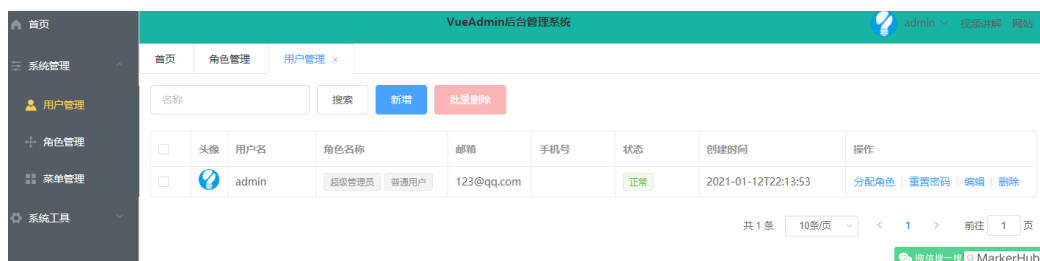 首页
VueAdmin后台管理系统
admin 视频讲解 网站
系统管理
首页 角色管理 用户管理 ×
用户管理
名称 搜索 新增 批量删除
角色管理
头像 用户名 角色名称 邮箱 手机号 状态 创建时间 操作
菜单管理
admin 超级管理员 普通用户 123@qq.com 正常 2021-01-12T22:13:53 分配角色 重置密码 编辑 删除
系统工具
共 1 条 10条/页 < 1 > 前往 1 页
微信搜一搜 MarkerHub